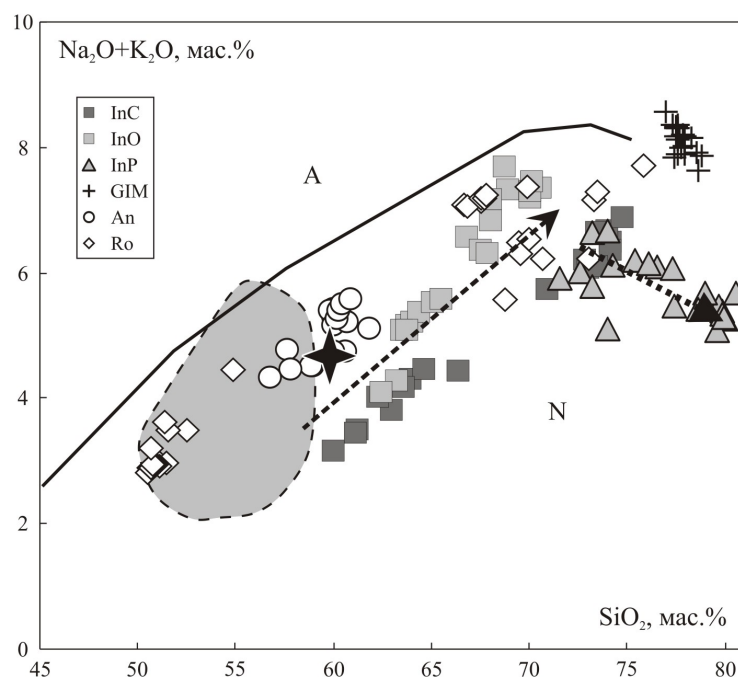 10
Na₂O+K₂O, мас.%
InC
InO
InP
GIM
An
Ro
A
8
6
4
N
2
SiO₂, мас.%
0
45 50 55 60 65 70 75 80